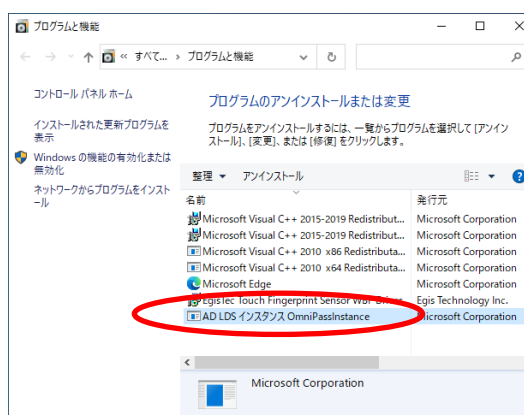 プログラムと機能
« すべて... › プログラムと機能
コントロール パネル ホーム
インストールされた更新プログラムを
表示
Windows の機能の有効化または
無効化
ネットワークからプログラムをインスト
ール
プログラムのアンインストールまたは変更
プログラムをアンインストールするには、一覧からプログラムを選択して [アンイン
ストール]、[変更]、または [修復] をクリックします。
整理 アンインストール
名前 発行元
Microsoft Visual C++ 2015-2019 Redistribut... Microsoft Corporation
Microsoft Visual C++ 2015-2019 Redistribut... Microsoft Corporation
Microsoft Visual C++ 2010 x86 Redistributa... Microsoft Corporation
Microsoft Visual C++ 2010 x64 Redistributa... Microsoft Corporation
Microsoft Edge Microsoft Corporation
EgisTec Touch Fingerprint Sensor WBF Driver Egis Technology Inc.
AD LDS インスタンス OmniPassInstance Microsoft Corporation
Microsoft Corporation